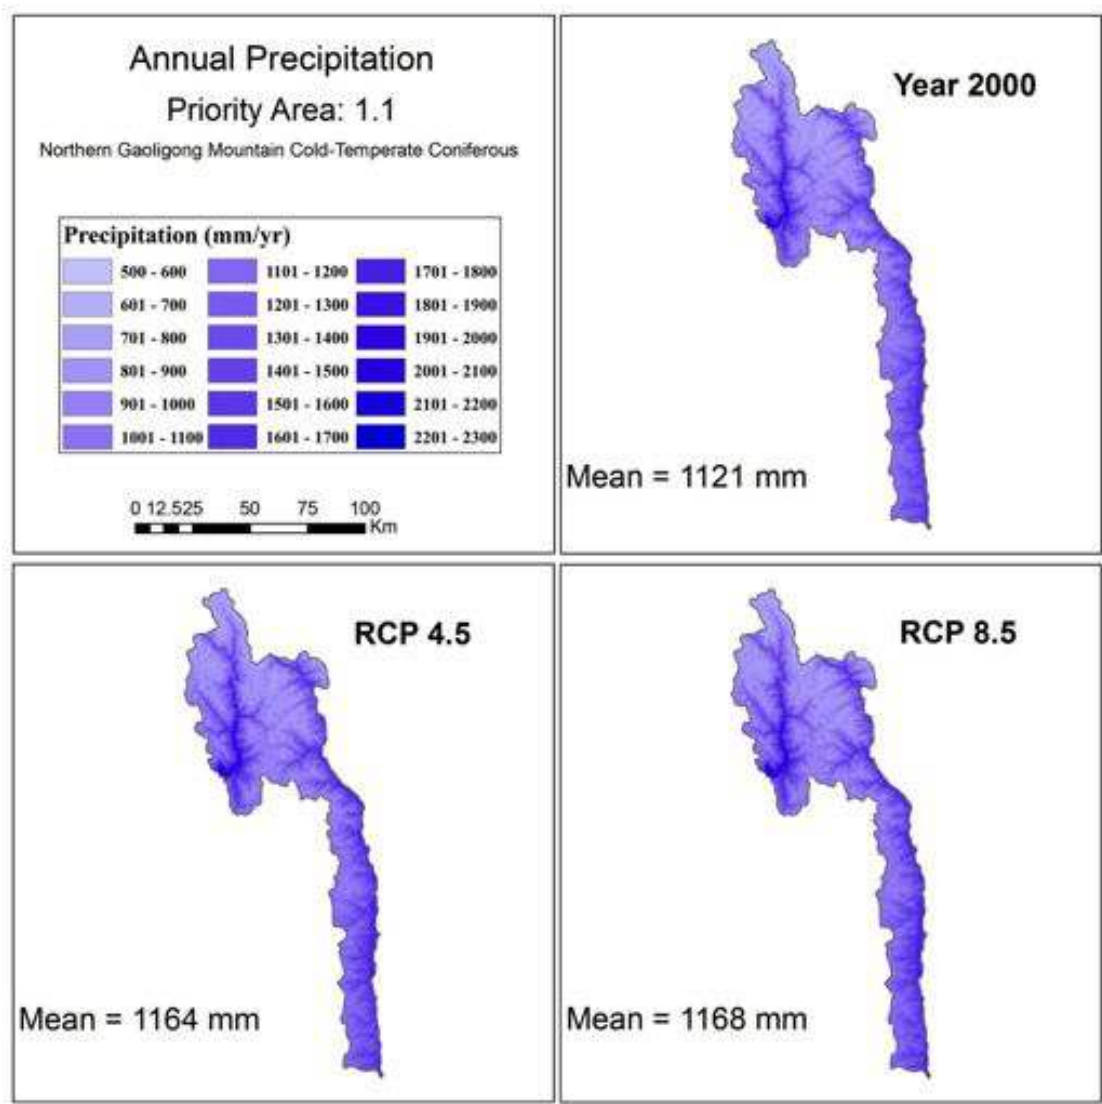 Annual Precipitation
Priority Area: 1.1
Northern Gaoligong Mountain Cold-Temperate Coniferous
Precipitation (mm/yr)
500 - 600
601 - 700
701 - 800
801 - 900
901 - 1000
1001 - 1100
1101 - 1200
1201 - 1300
1301 - 1400
1401 - 1500
1501 - 1600
1601 - 1700
1701 - 1800
1801 - 1900
1901 - 2000
2001 - 2100
2101 - 2200
2201 - 2300
0 12.525 50 75 100
Km
Year 2000
Mean = 1121 mm
RCP 4.5
Mean = 1164 mm
RCP 8.5
Mean = 1168 mm